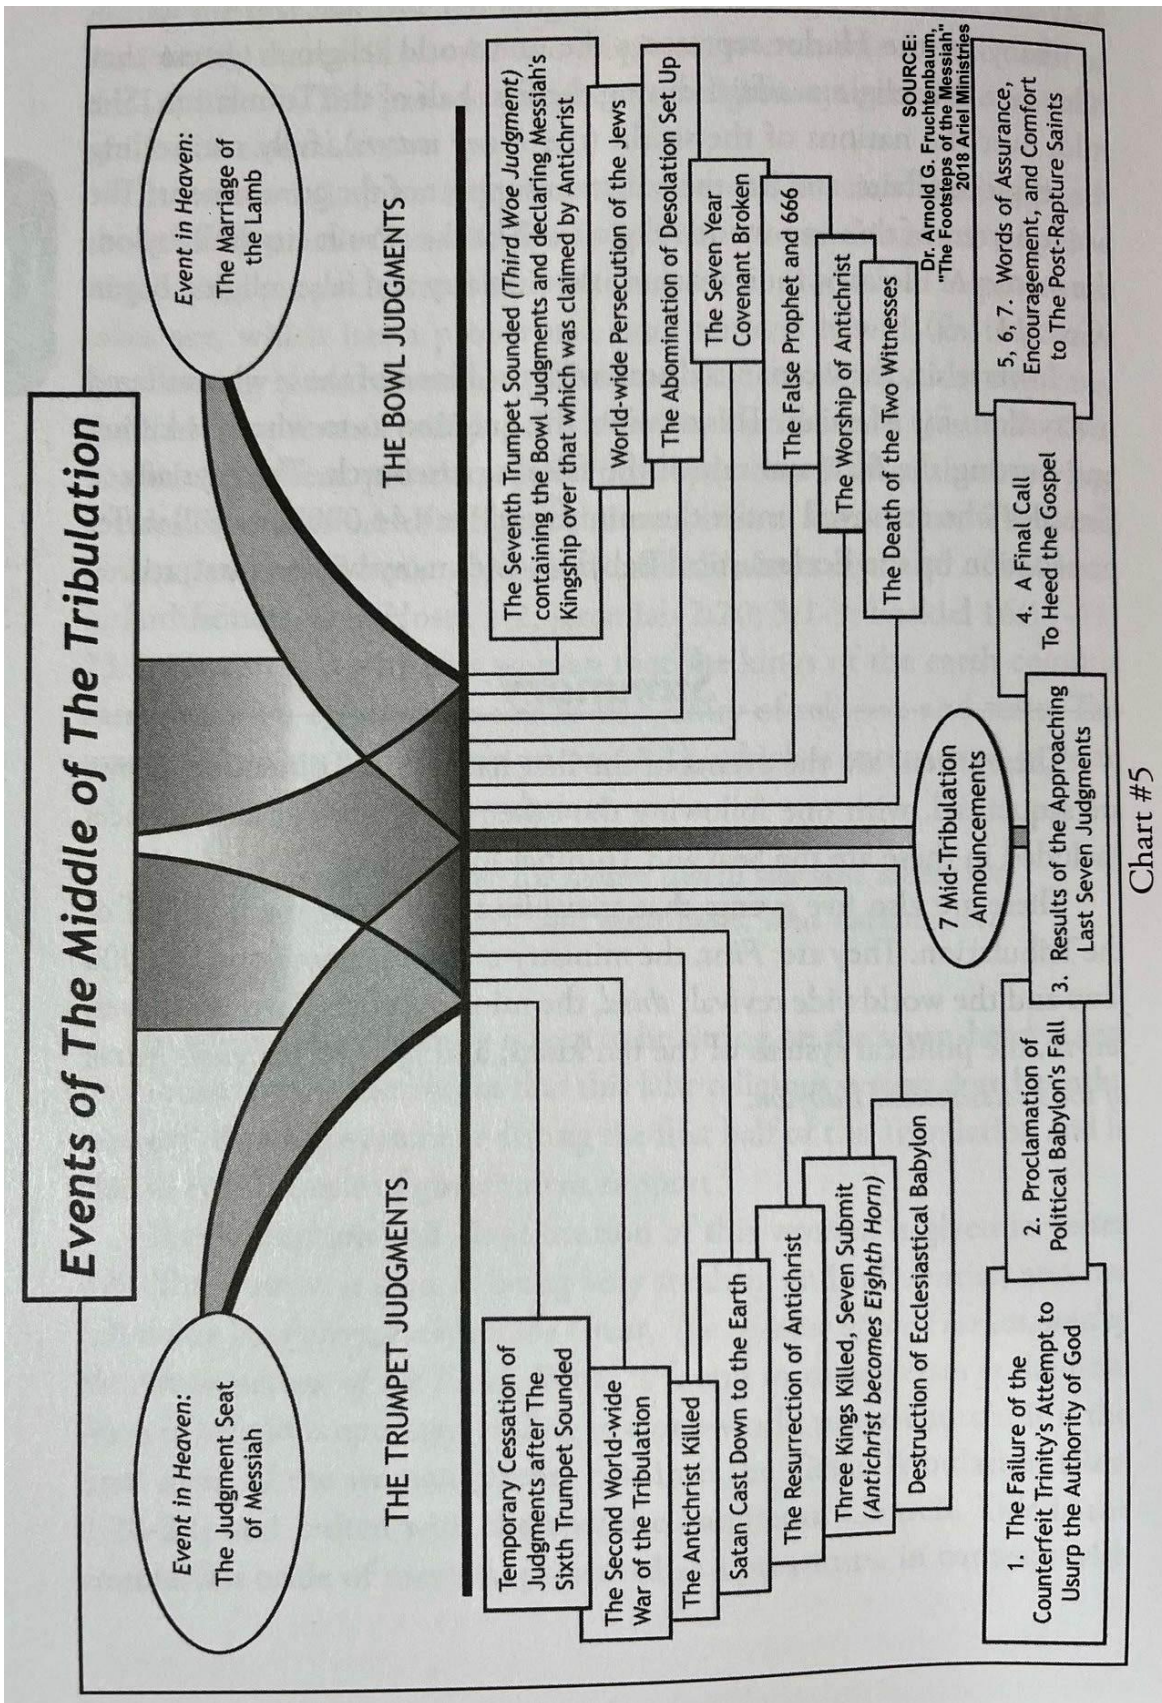 Events of The Middle of The Tribulation
Event in Heaven:
The Judgment Seat
of Messiah
Event in Heaven:
The Marriage of
the Lamb
THE TRUMPET JUDGMENTS
THE BOWL JUDGMENTS
Temporary Cessation of
Judgments after The
Sixth Trumpet Sounded
The Second World-wide
War of the Tribulation
The Antichrist Killed
Satan Cast Down to the Earth
The Resurrection of Antichrist
Three Kings Killed, Seven Submit
(Antichrist becomes Eighth Horn)
Destruction of Ecclesiastical Babylon
The Seventh Trumpet Sounded (Third Woe Judgment)
containing the Bowl Judgments and declaring Messiah's
Kingship over that which was claimed by Antichrist
World-wide Persecution of the Jews
The Abomination of Desolation Set Up
The Seven Year
Covenant Broken
The False Prophet and 666
The Worship of Antichrist
The Death of the Two Witnesses
7 Mid-Tribulation
Announcements
SOURCE:
Dr. Arnold G. Fruchtenbaum,
"The Footsteps of the Messiah"
2018 Ariel Ministries
1. The Failure of the
Counterfeit Trinity's Attempt to
Usurp the Authority of God
2. Proclamation of
Political Babylon's Fall
3. Results of the Approaching
Last Seven Judgments
4. A Final Call
To Heed the Gospel
5, 6-7. Words of Assurance,
Encouragement, and Comfort
to The Post-Rapture Saints
Chart #5